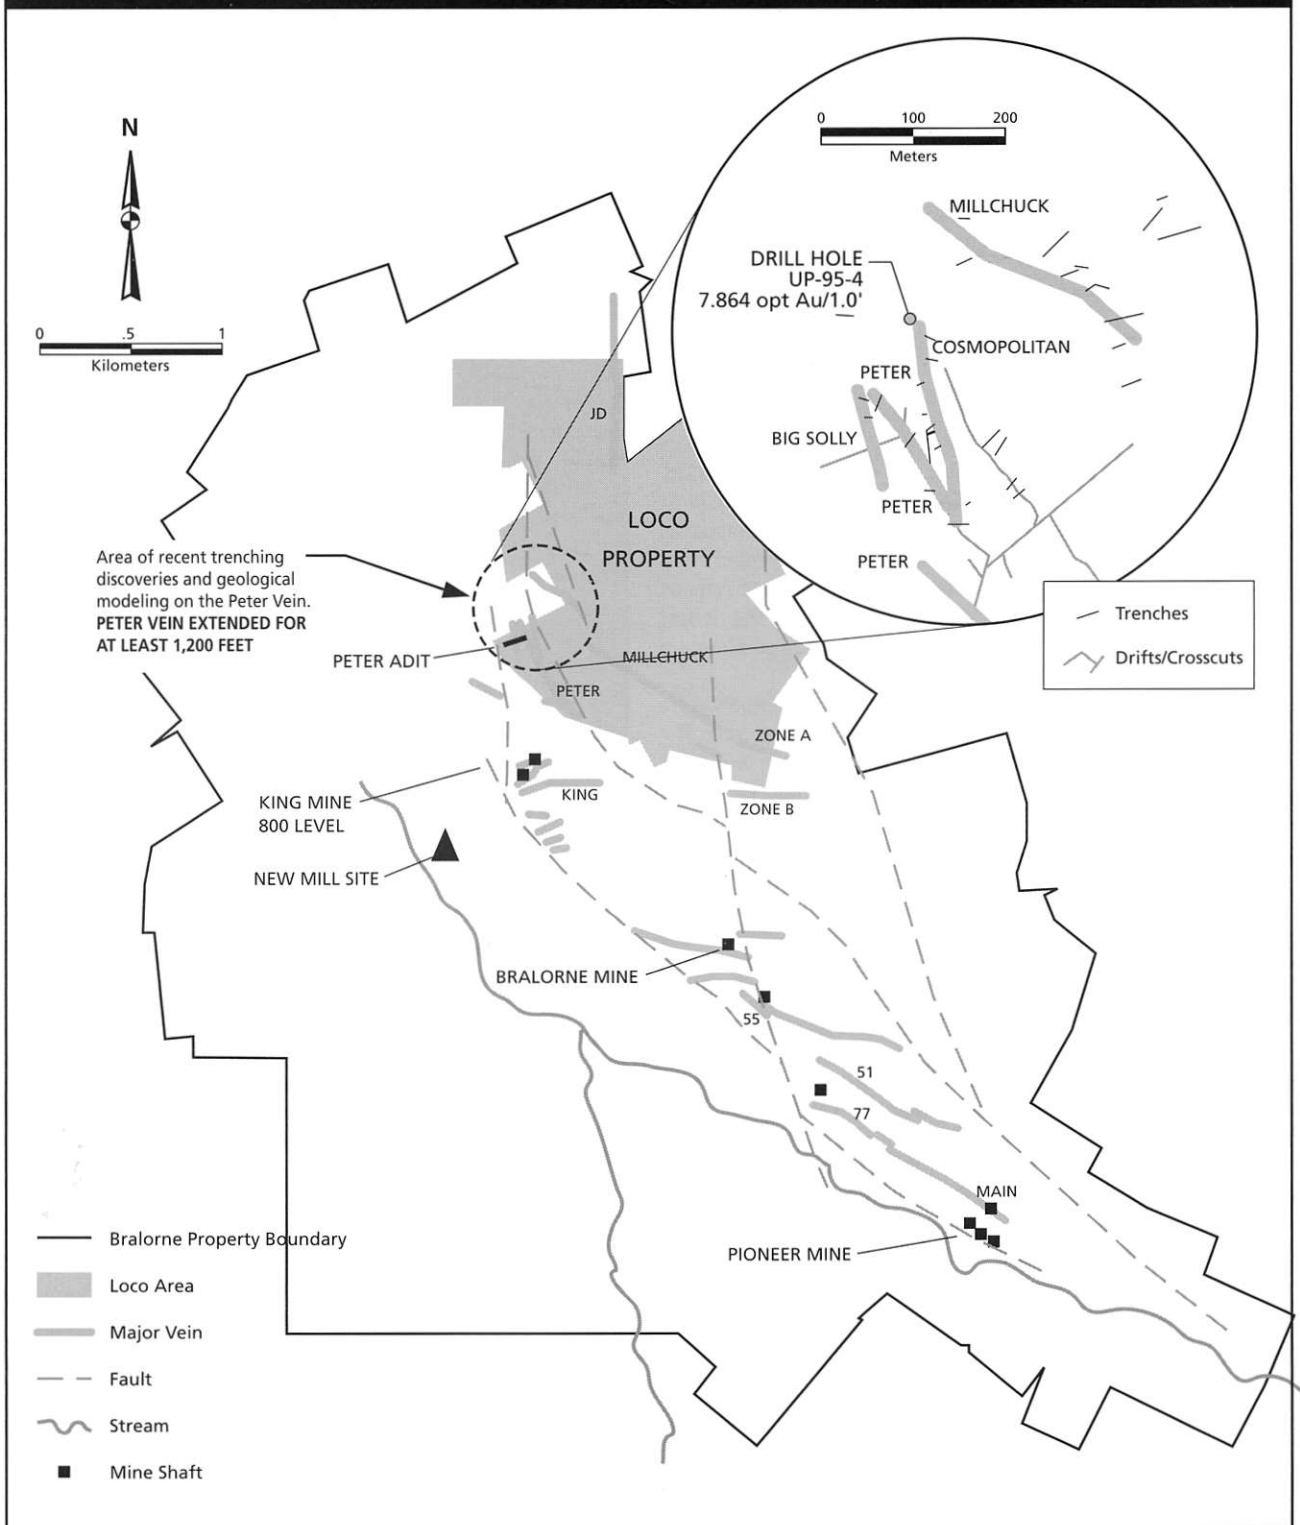 N
0 .5 1
Kilometers
0 100 200
Meters
MILLCHUCK
DRILL HOLE
UP-95-4
7.864 opt Au/1.0'
COSMOPOLITAN
PETER
BIG SOLLY
PETER
PETER
Trenches
Drifts/Crosscuts
JD
LOCO
PROPERTY
Area of recent trenching
discoveries and geological
modeling on the Peter Vein.
PETER VEIN EXTENDED FOR
AT LEAST 1,200 FEET
PETER ADIT
MILLCHUCK
PETER
ZONE A
KING MINE
800 LEVEL
KING
ZONE B
NEW MILL SITE
BRALORNE MINE
55
51
77
MAIN
PIONEER MINE
Bralorne Property Boundary
Loco Area
Major Vein
Fault
Stream
Mine Shaft